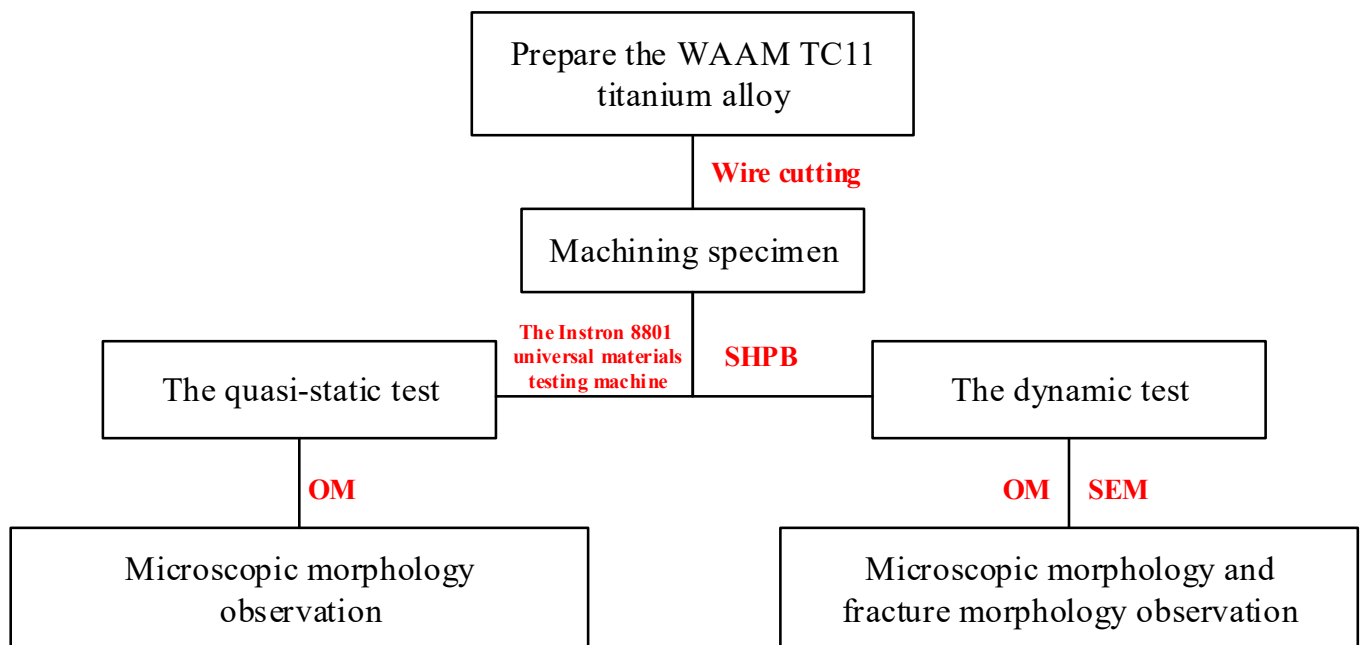 Prepare the WAAM TC11
titanium alloy
Wire cutting
Machining specimen
The Instron 8801
universal materials
testing machine
SHPB
The quasi-static test
The dynamic test
OM
OM
SEM
Microscopic morphology
observation
Microscopic morphology and
fracture morphology observation